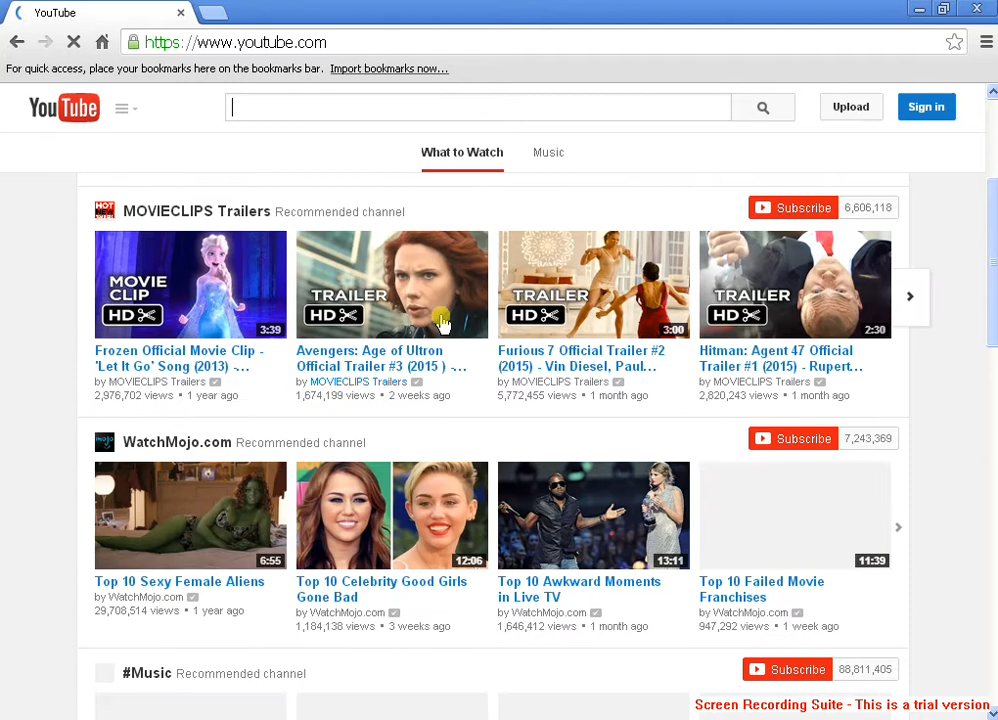 YouTube
https://www.youtube.com
For quick access, place your bookmarks here on the bookmarks bar. Import bookmarks now...
YouTube
Upload
Sign in
What to Watch
Music
HOT NEW
MOVIECLIPS Trailers Recommended channel
Subscribe 6,606,118
MOVIE
CLIP
HD
3:39
TRAILER
HD
TRAILER
HD
3:00
TRAILER
HD
2:30
Frozen Official Movie Clip -
'Let It Go' Song (2013) -...
by MOVIECLIPS Trailers
2,976,702 views • 1 year ago
Avengers: Age of Ultron
Official Trailer #3 (2015 ) -...
by MOVIECLIPS Trailers
1,674,199 views • 2 weeks ago
Furious 7 Official Trailer #2
(2015) - Vin Diesel, Paul...
by MOVIECLIPS Trailers
5,772,455 views • 1 month ago
Hitman: Agent 47 Official
Trailer #1 (2015) - Rupert...
by MOVIECLIPS Trailers
2,820,243 views • 1 month ago
mojo
WatchMojo.com Recommended channel
Subscribe 7,243,369
6:55
12:06
13:11
11:39
Top 10 Sexy Female Aliens
by WatchMojo.com
29,708,514 views • 1 year ago
Top 10 Celebrity Good Girls
Gone Bad
by WatchMojo.com
1,184,138 views • 3 weeks ago
Top 10 Awkward Moments
in Live TV
by WatchMojo.com
1,646,412 views • 1 month ago
Top 10 Failed Movie
Franchises
by WatchMojo.com
947,292 views • 1 week ago
#Music Recommended channel
Subscribe 88,811,405
Screen Recording Suite - This is a trial version